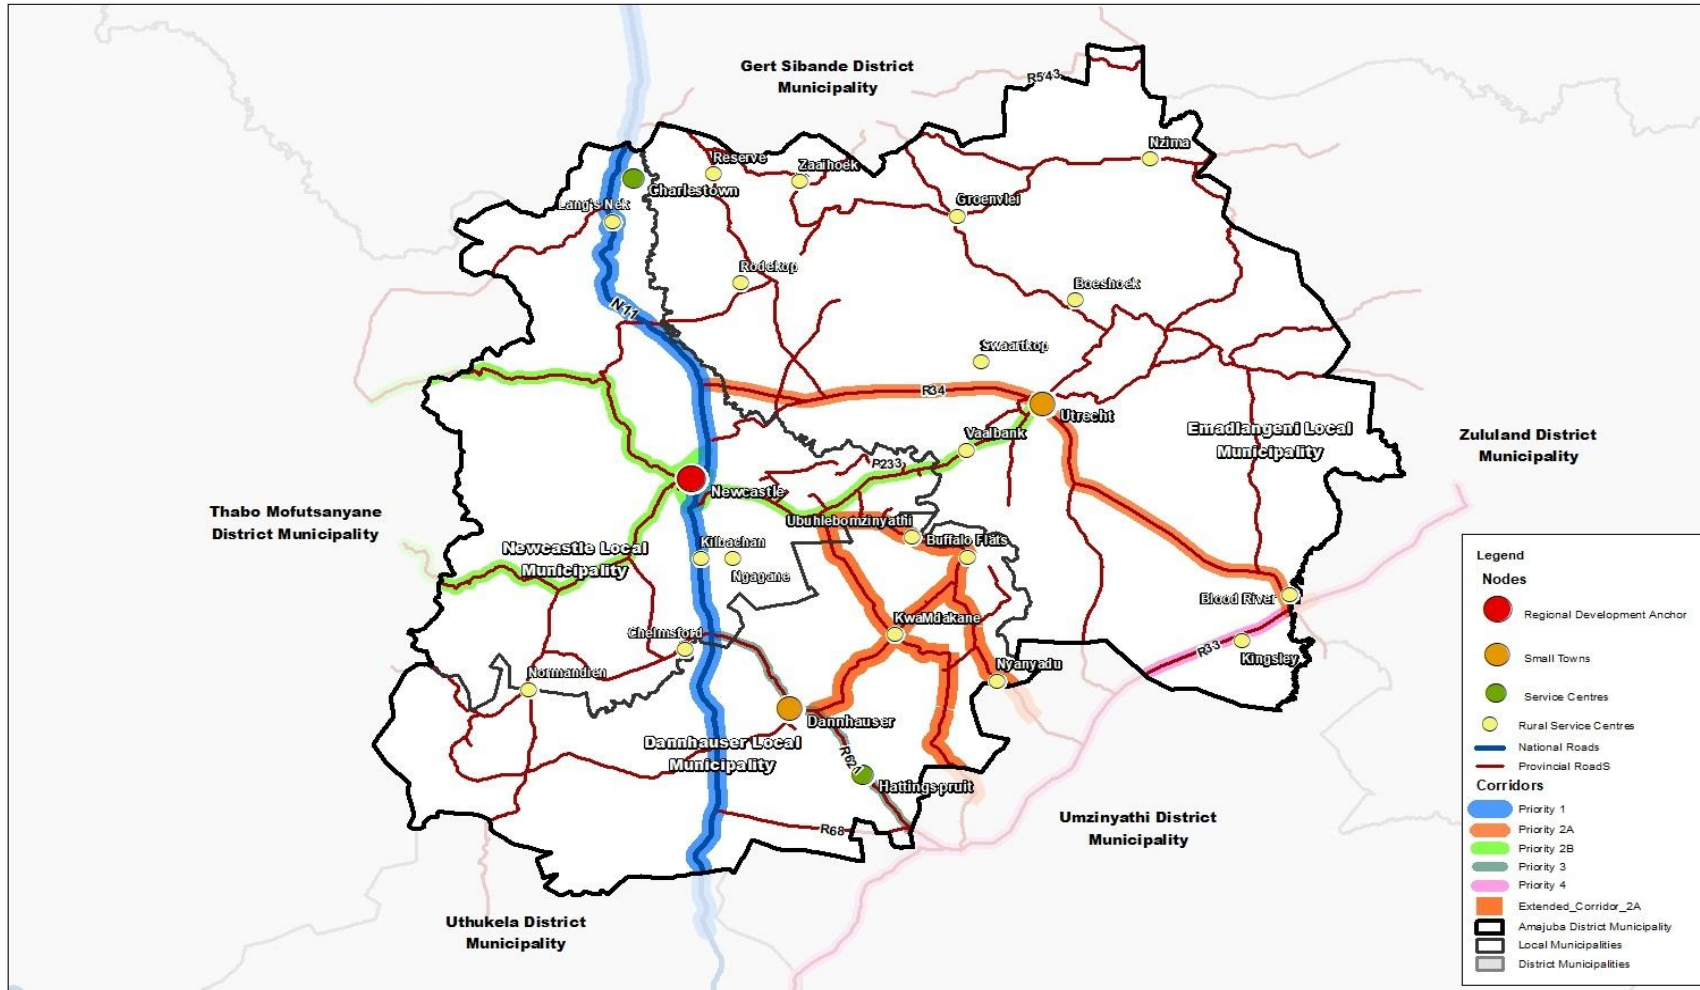 Gert Sibande District
Municipality
R543
Nzima
Reserve
Zaaihoek
Charlestown
Lang's Nek
Groenvlei
Rodekop
Boeshoek
N11
Swaartkop
R34
Utrecht
Emadlangeni Local
Municipality
Zululand District
Municipality
Vaalbank
P233
Newcastle
Thabo Mofutsanyane
District Municipality
Ubuhlebomzinyathi
Buffalo Flats
Newcastle Local
Municipality
Kilbachan
Ngagane
Blood River
KwaMdakane
Chelmsford
R33
Kingsley
Nyanyadu
Normandien
Dannhauser
Dannhauser Local
Municipality
R621
Hattingspruit
R68
Umzinyathi District
Municipality
Uthukela District
Municipality
Legend
Nodes
Regional Development Anchor
Small Towns
Service Centres
Rural Service Centres
National Roads
Provincial RoadS
Corridors
Priority 1
Priority 2A
Priority 2B
Priority 3
Priority 4
Extended_Corridor_2A
Amajuba District Municipality
Local Municipalities
District Municipalities